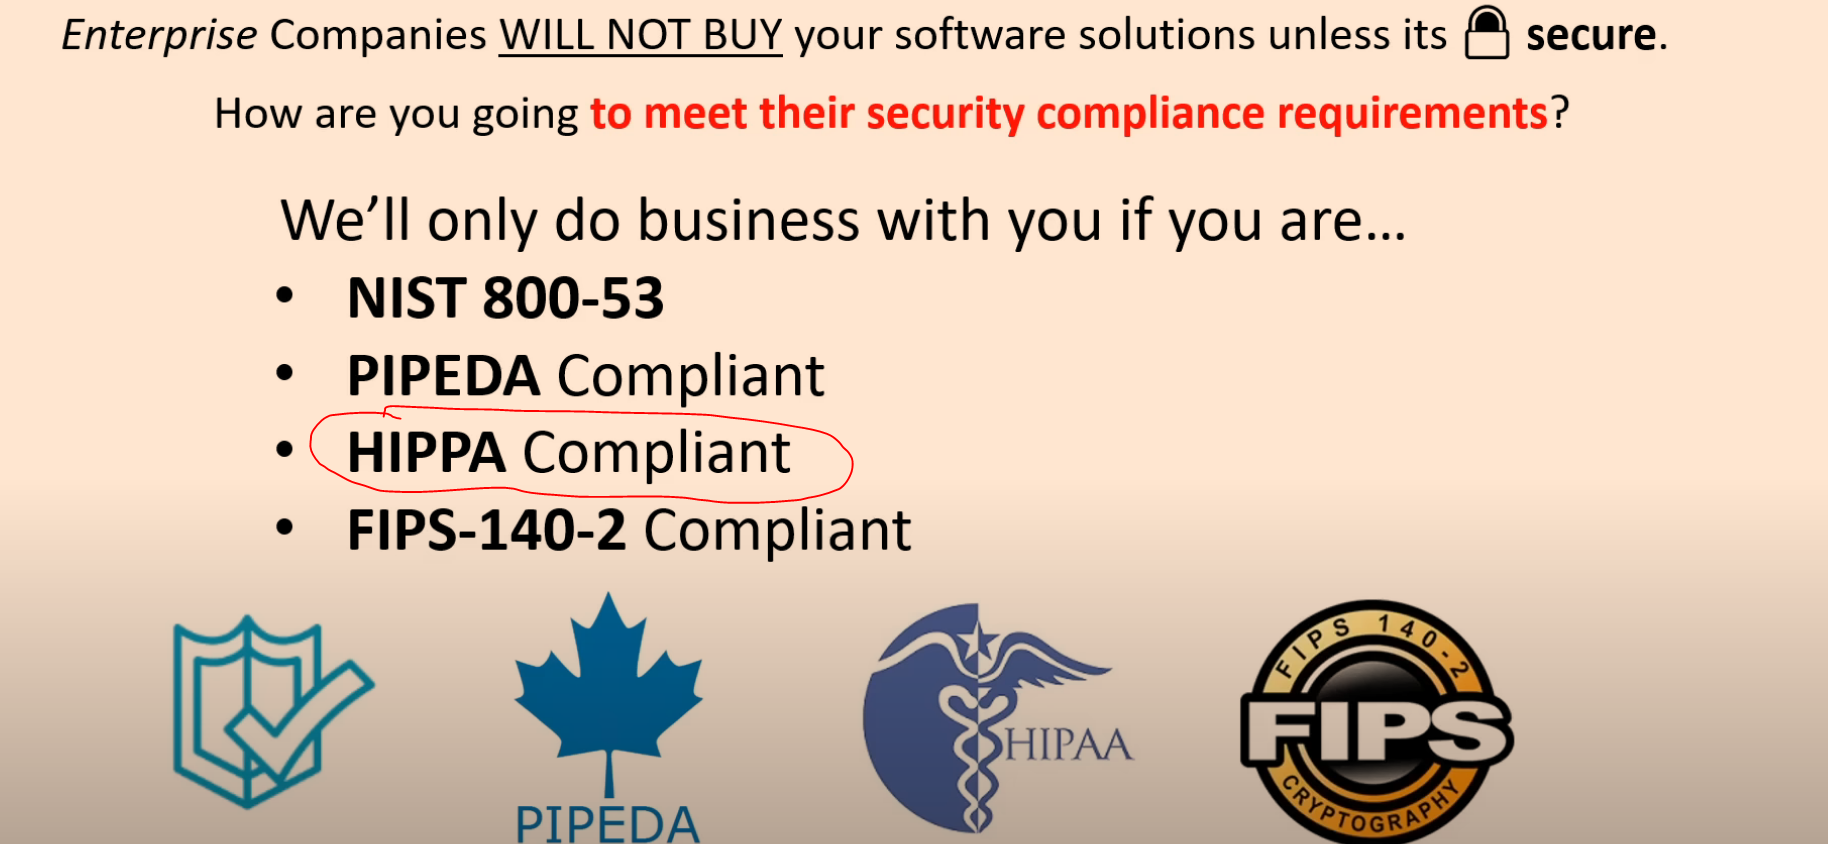 Enterprise Companies WILL NOT BUY your software solutions unless its secure.
How are you going to meet their security compliance requirements?
We'll only do business with you if you are...
• NIST 800-53
• PIPEDA Compliant
• HIPPA Compliant
• FIPS-140-2 Compliant
PIPEDA
HIPAA
FIPS 140-2
FIPS
CRYPTOGRAPHY